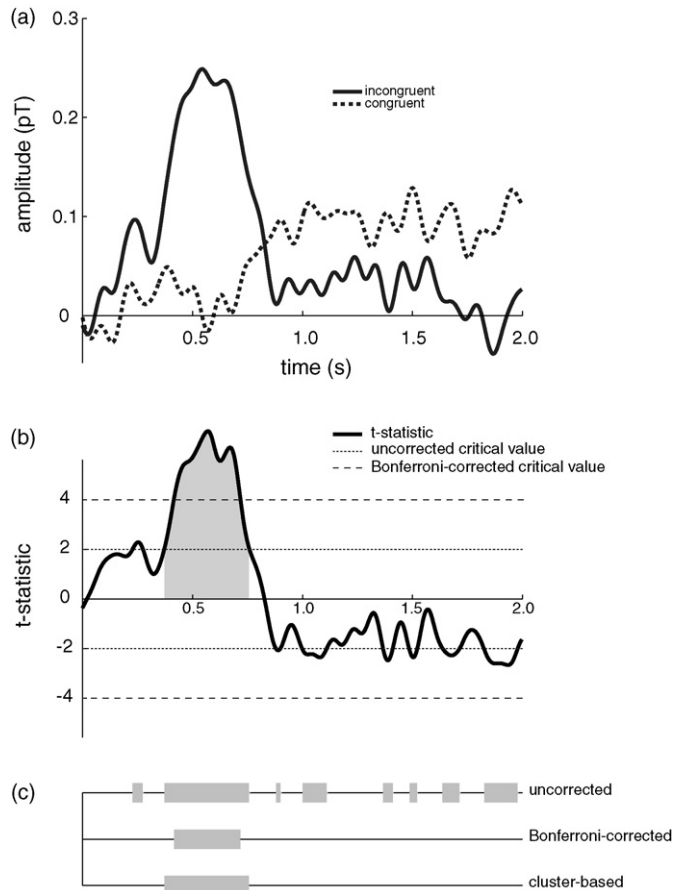 (a)
0.3
0.2
0.1
0
amplitude (pT)
incongruent
congruent
0.5
1.0
1.5
2.0
time (s)
(b)
t-statistic
uncorrected critical value
Bonferroni-corrected critical value
4
2
0
-2
-4
t-statistic
0.5
1.0
1.5
2.0
(c)
uncorrected
Bonferroni-corrected
cluster-based